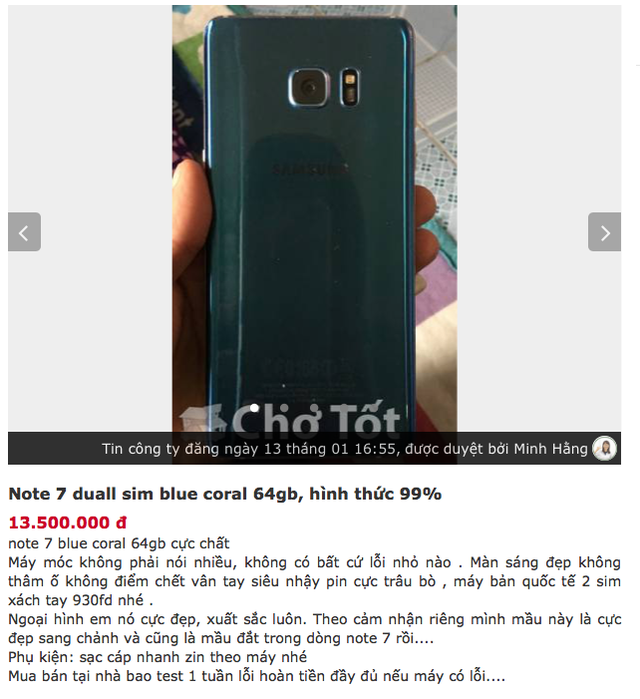 SAMSUNG
Chợ Tốt
Tin công ty đăng ngày 13 tháng 01 16:55, được duyệt bởi Minh Hằng
Note 7 duall sim blue coral 64gb, hình thức 99%
13.500.000 đ
note 7 blue coral 64gb cực chất
Máy móc không phải nói nhiều, không có bất cứ lỗi nhỏ nào . Màn sáng đẹp không
thâm ố không điểm chết vân tay siêu nhậy pin cực trâu bò , máy bản quốc tế 2 sim
xách tay 930fd nhé .
Ngoại hình em nó cực đẹp, xuất sắc luôn. Theo cảm nhận riêng mình mầu này là cực
đẹp sang chảnh và cũng là mầu đắt trong dòng note 7 rồi....
Phụ kiện: sạc cáp nhanh zin theo máy nhé
Mua bán tại nhà bao test 1 tuần lỗi hoàn tiền đầy đủ nếu máy có lỗi....